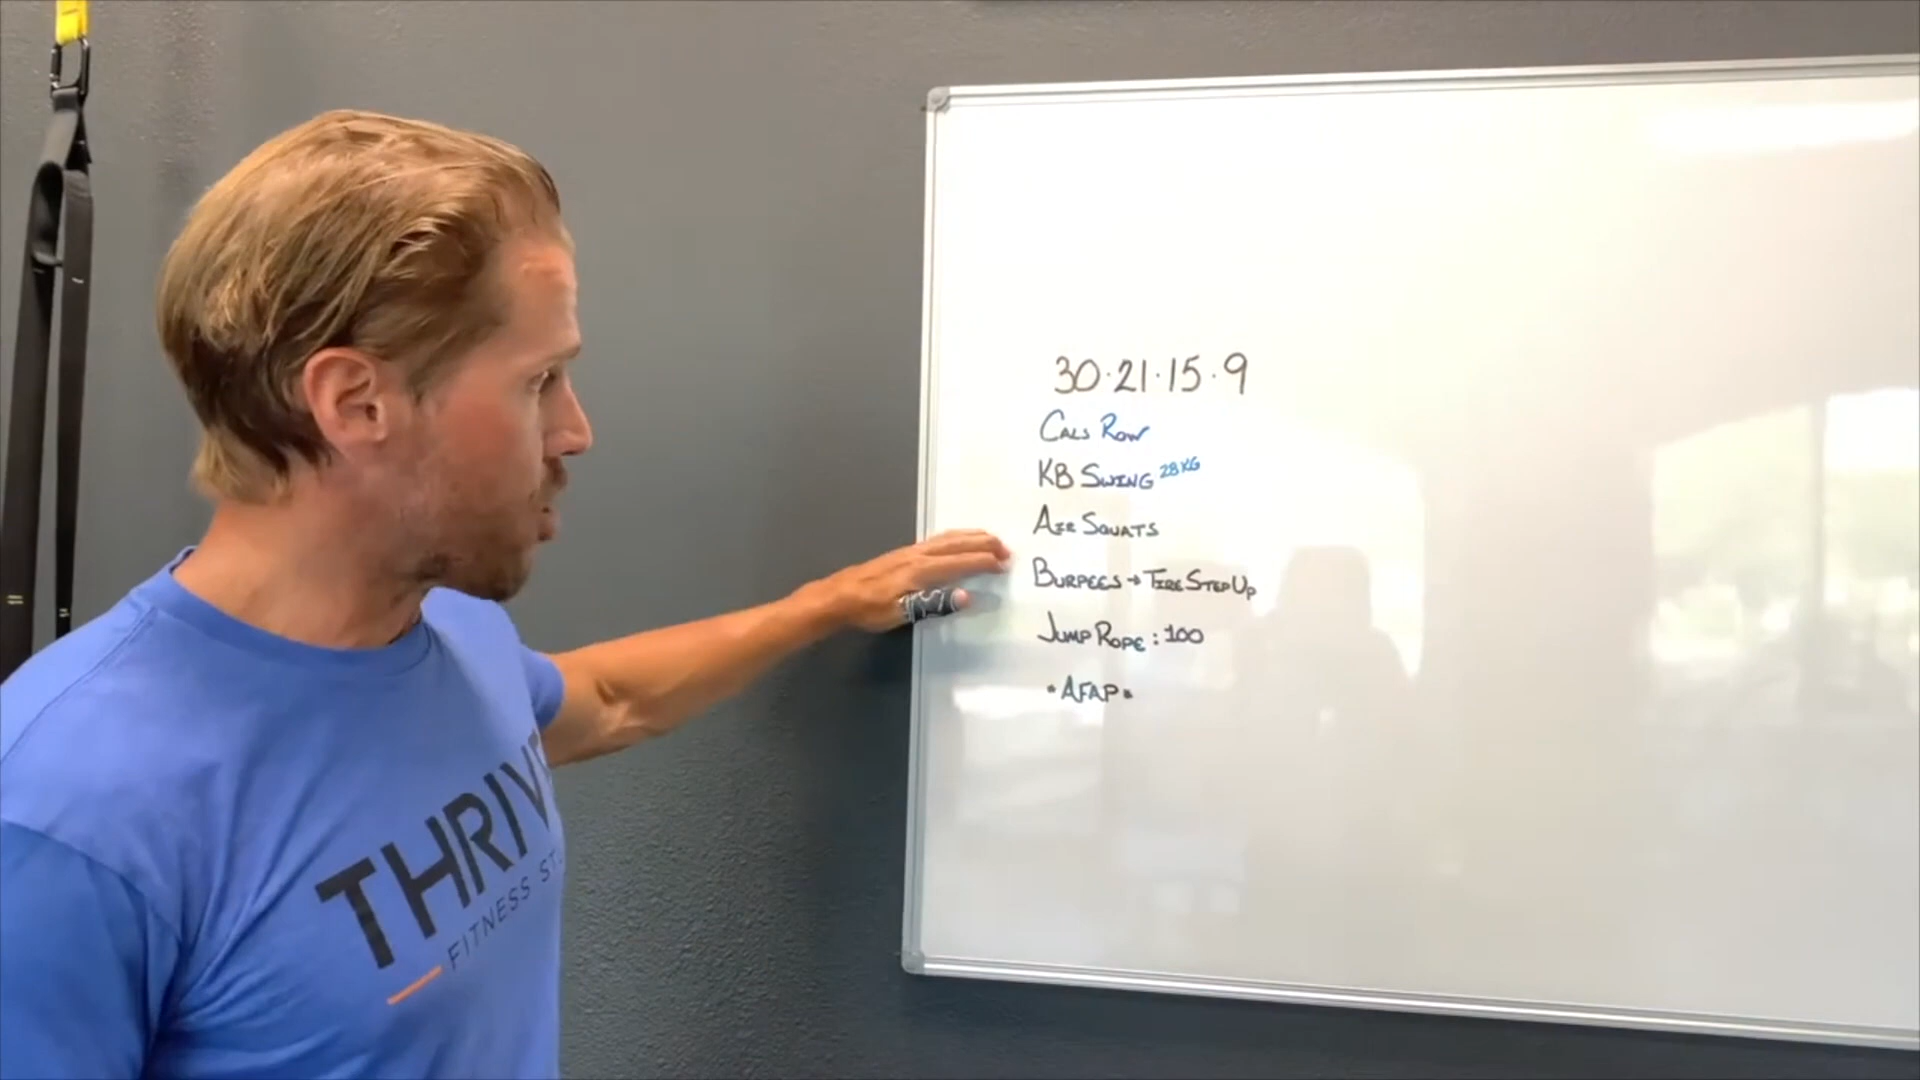 30·21·15·9
CALS ROW
KB SWING 28KG
AIR SQUATS
BURPEES → TIRE STEP UP
JUMP ROPE: 100
• AFAP •
THRIV
FITNESS ST